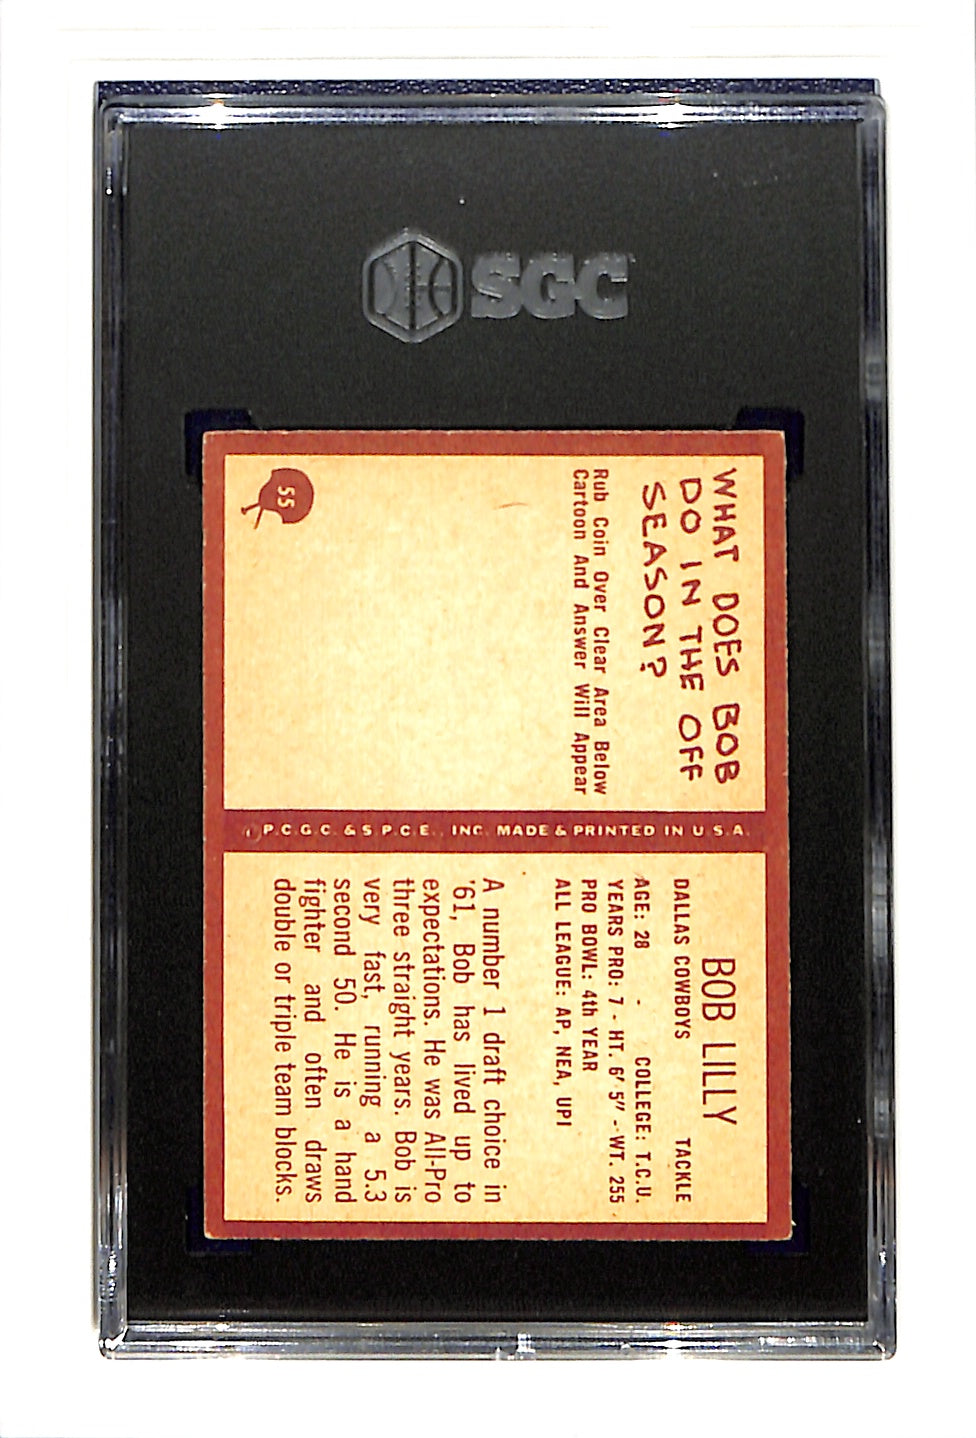 SGC
WHAT DOES BOB
DO IN THE OFF
SEASON?
Rub Coin Over Clear Area Below
Cartoon And Answer Will Appear
55
P.C.G.C. & S.P.C.E., INC. MADE & PRINTED IN U.S.A.
BOB LILLY
DALLAS COWBOYS TACKLE
AGE: 28 - COLLEGE: T.C.U.
YEARS PRO: 7 - HT. 6' 5" - WT. 255
PRO BOWL: 4th YEAR
ALL LEAGUE: AP, NEA, UPI
A number 1 draft choice in
'61, Bob has lived up to
expectations. He was All-Pro
three straight years. Bob is
very fast, running a 5.3
second 50. He is a hand
fighter and often draws
double or triple team blocks.